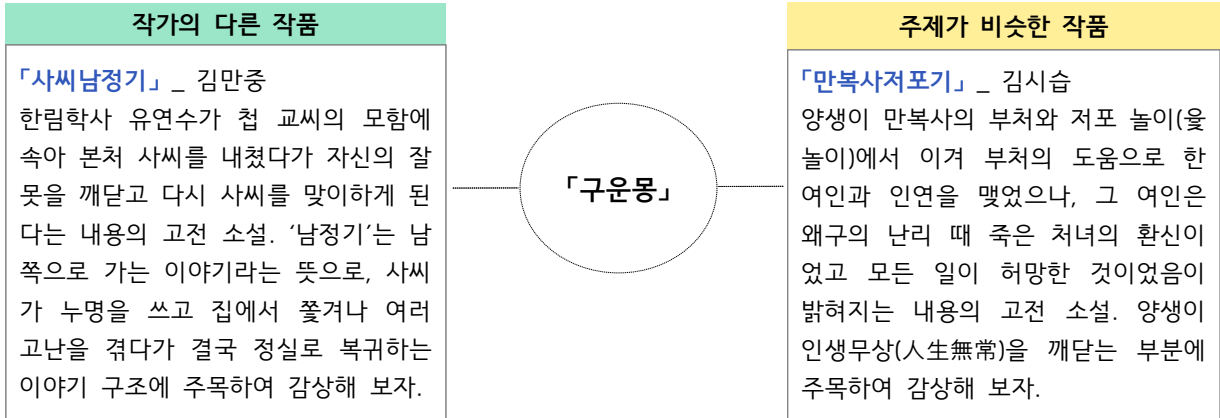 작가의 다른 작품
「사씨남정기」 _ 김만중
한림학사 유연수가 첩 교씨의 모함에
속아 본처 사씨를 내쳤다가 자신의 잘
못을 깨닫고 다시 사씨를 맞이하게 된
다는 내용의 고전 소설. ‘남정기’는 남
쪽으로 가는 이야기라는 뜻으로, 사씨
가 누명을 쓰고 집에서 쫓겨나 여러
고난을 겪다가 결국 정실로 복귀하는
이야기 구조에 주목하여 감상해 보자.
「구운몽」
주제가 비슷한 작품
「만복사저포기」 _ 김시습
양생이 만복사의 부처와 저포 놀이(윷
놀이)에서 이겨 부처의 도움으로 한
여인과 인연을 맺었으나, 그 여인은
왜구의 난리 때 죽은 처녀의 환신이
었고 모든 일이 허망한 것이었음이
밝혀지는 내용의 고전 소설. 양생이
인생무상(人生無常)을 깨닫는 부분에
주목하여 감상해 보자.